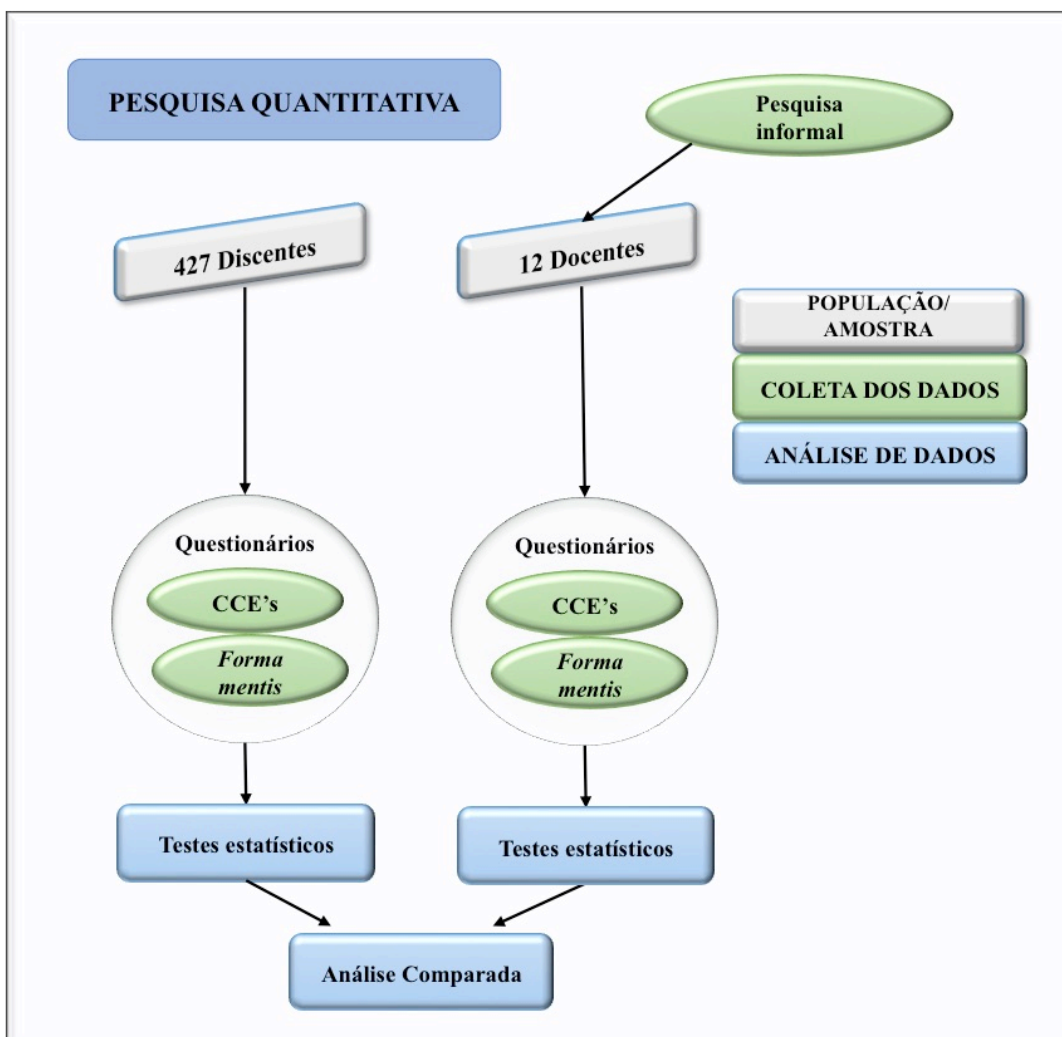 PESQUISA QUANTITATIVA
Pesquisa
informal
427 Discentes
12 Docentes
POPULAÇÃO/
AMOSTRA
COLETA DOS DADOS
ANÁLISE DE DADOS
Questionários
CCE’s
Forma
mentis
Questionários
CCE’s
Forma
mentis
Testes estatísticos
Testes estatísticos
Análise Comparada